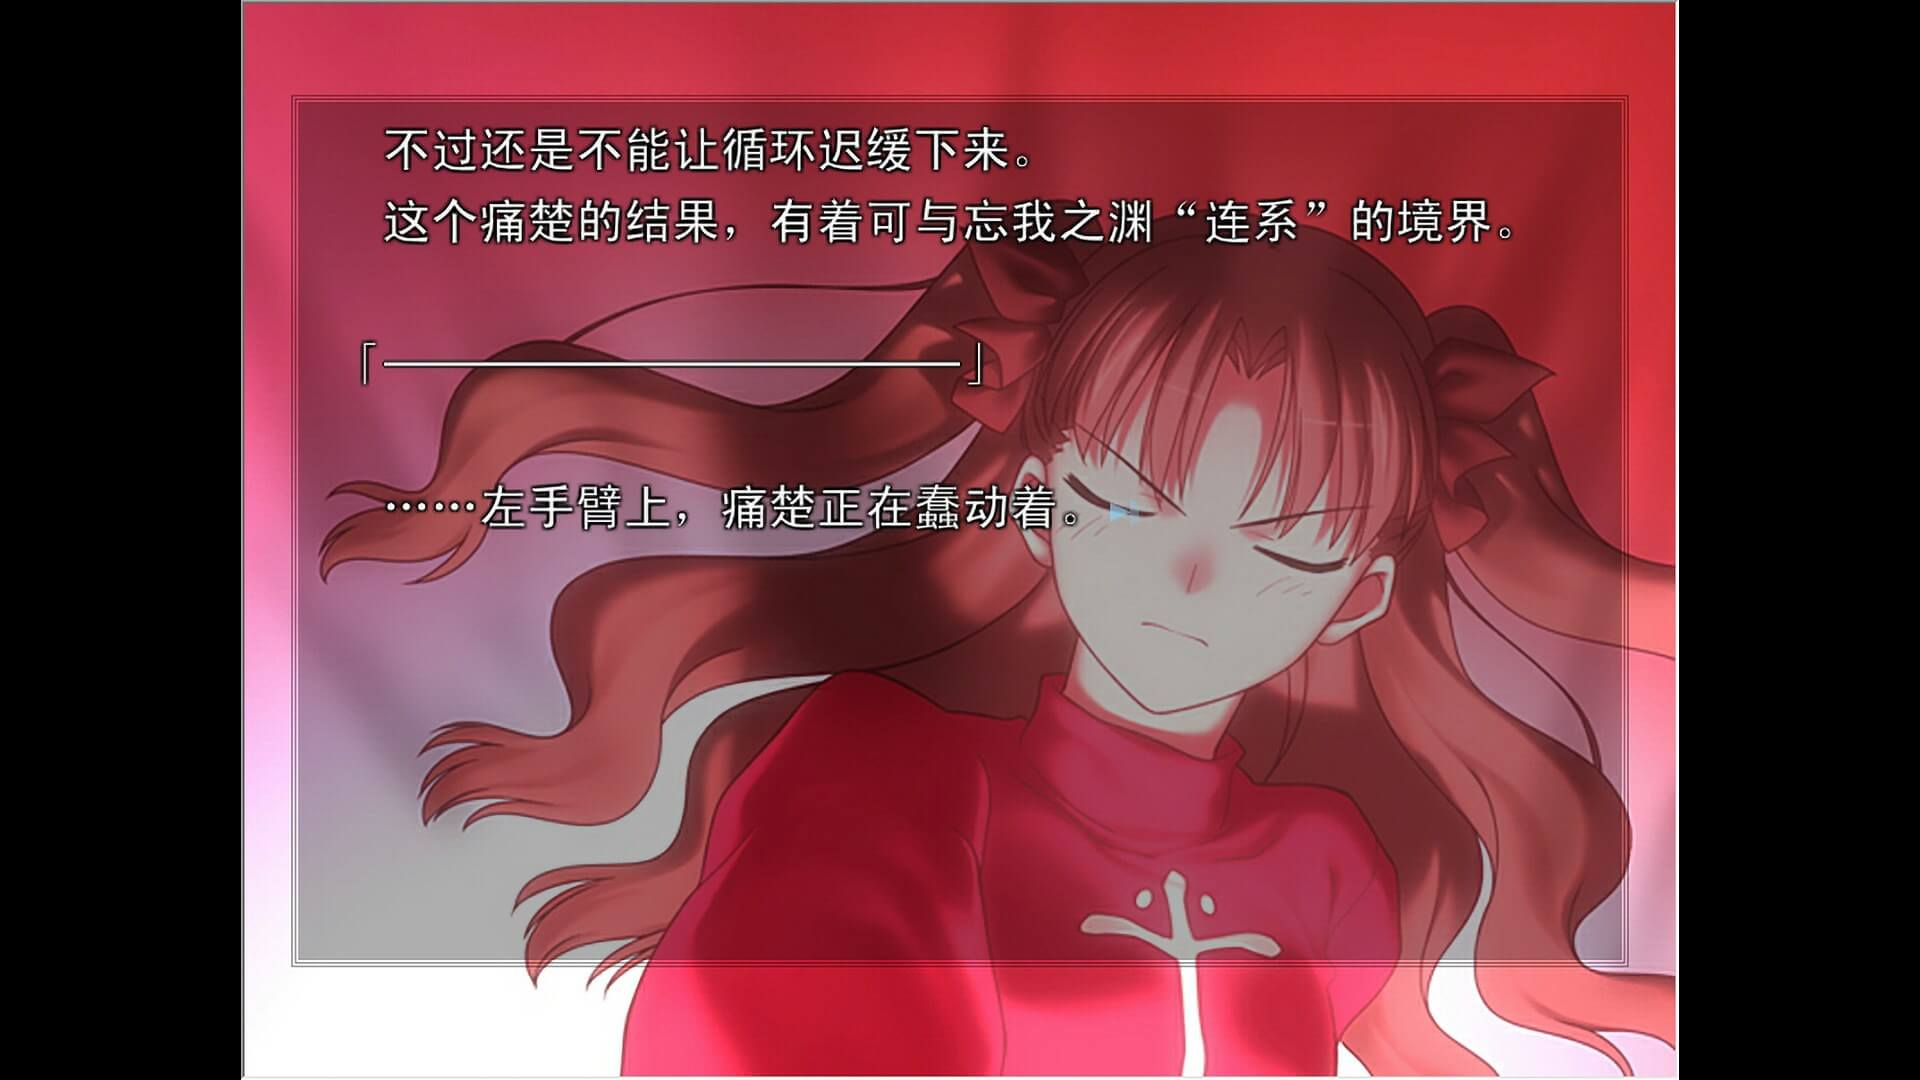 不过还是不能让循环迟缓下来。
这个痛楚的结果，有着可与忘我之渊“连系”的境界。
「————————————」
……左手臂上，痛楚正在蠢动着。